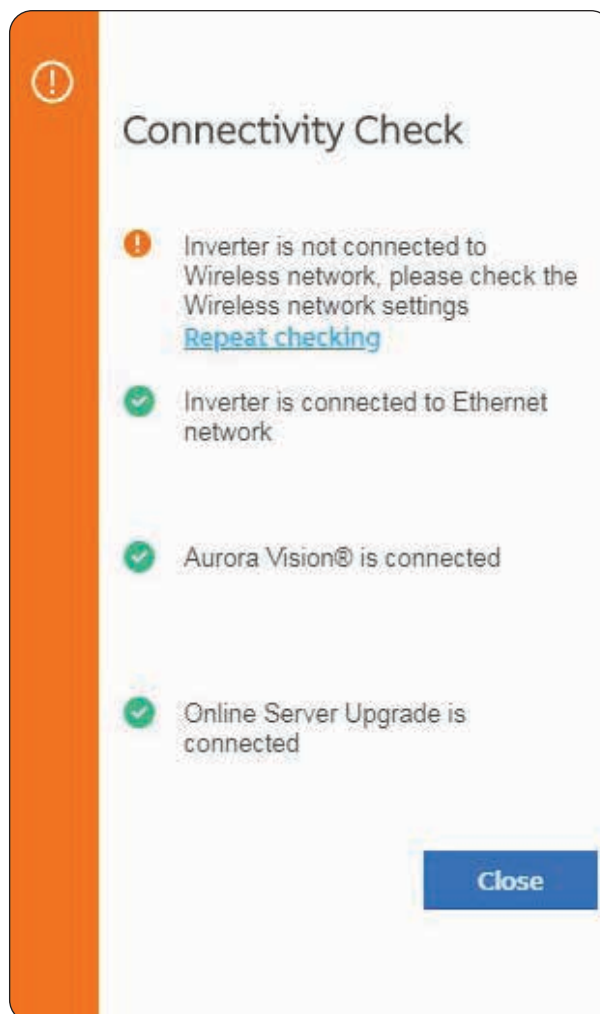 Connectivity Check
Inverter is not connected to
Wireless network, please check the
Wireless network settings
Repeat checking
Inverter is connected to Ethernet
network
Aurora Vision® is connected
Online Server Upgrade is
connected
Close